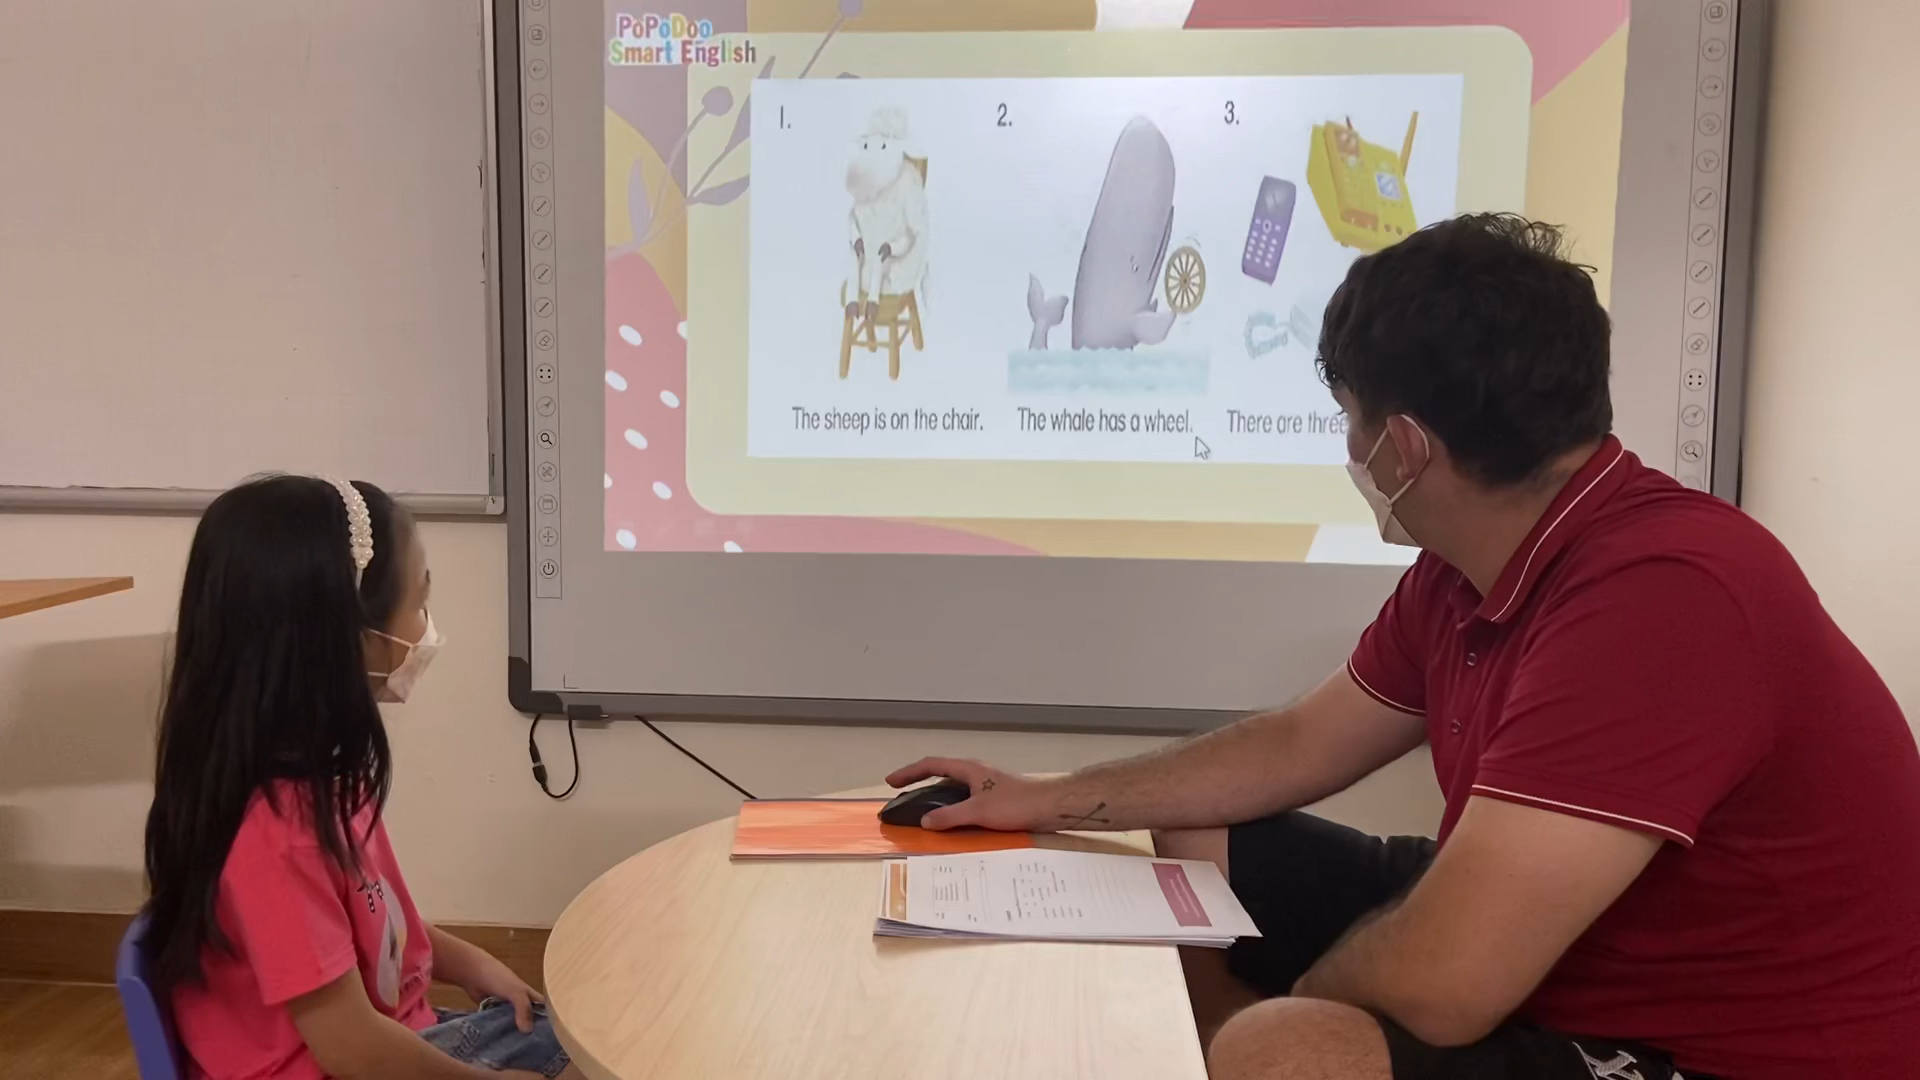 PoPoDoo
Smart English
1.
2.
3.
The sheep is on the chair.
The whale has a wheel.
There are three